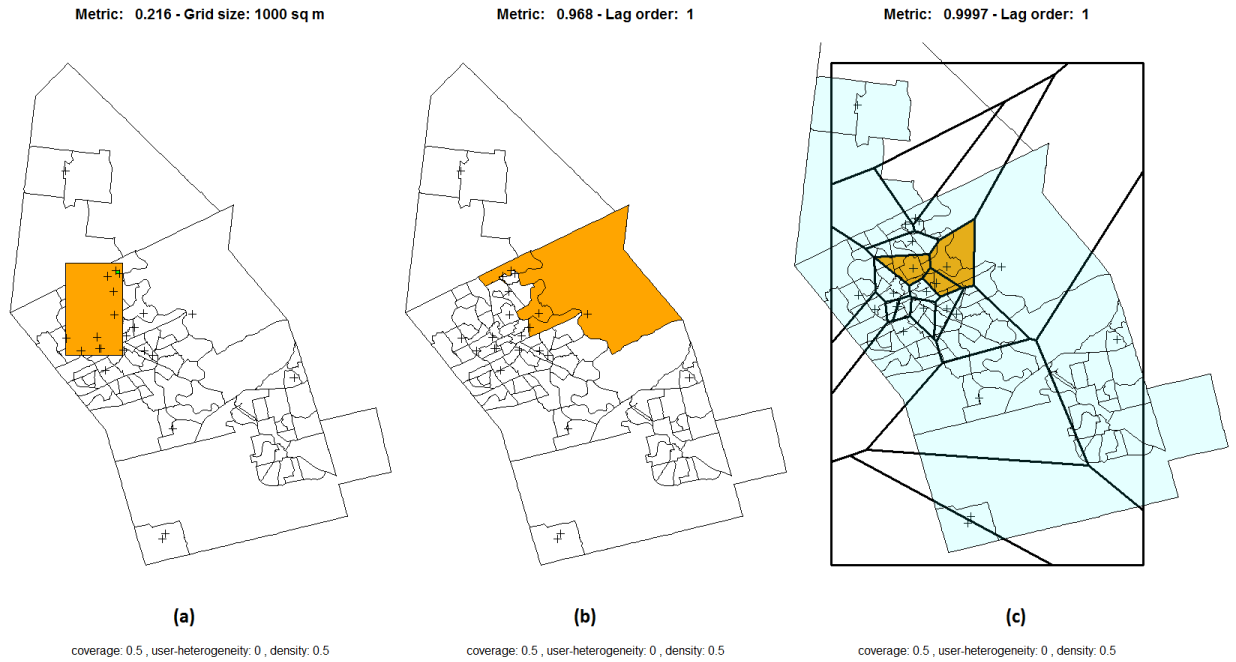 Metric: 0.216 - Grid size: 1000 sq m
Metric: 0.968 - Lag order: 1
Metric: 0.9997 - Lag order: 1
(a)
(b)
(c)
coverage: 0.5 , user-heterogeneity: 0 , density: 0.5
coverage: 0.5 , user-heterogeneity: 0 , density: 0.5
coverage: 0.5 , user-heterogeneity: 0 , density: 0.5